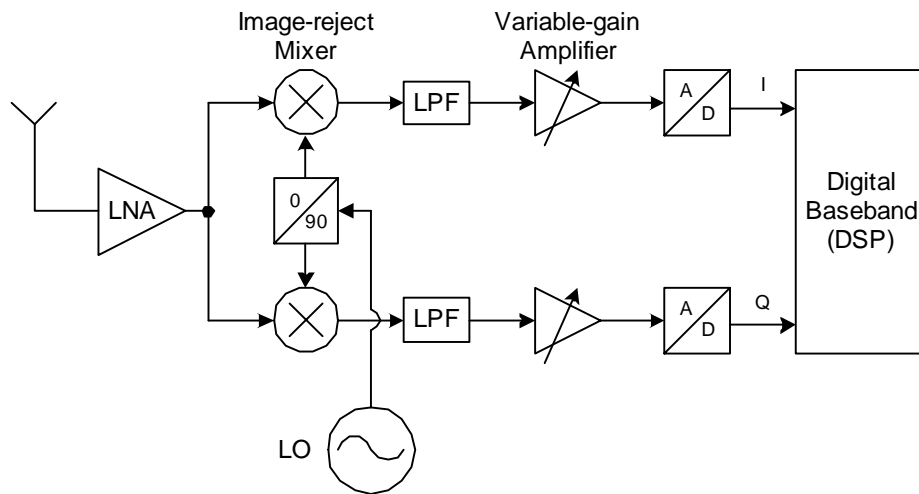 Image-reject
Mixer
Variable-gain
Amplifier
LPF
A
D
I
LNA
0
90
Digital
Baseband
(DSP)
LPF
A
D
Q
LO